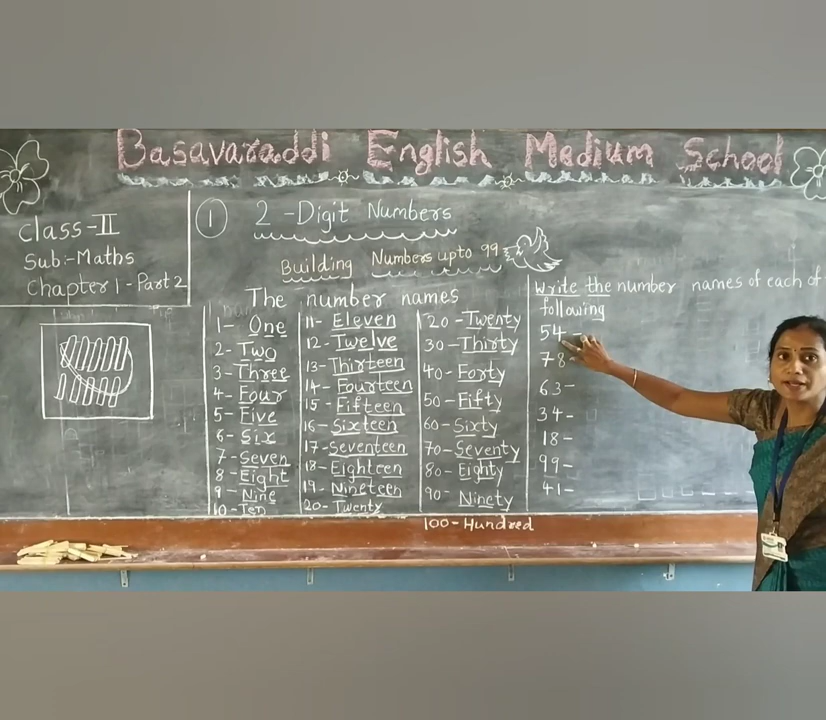 Basavaraddi English Medium School
Class-II
Sub:-Maths
Chapter 1-Part 2
1 2-Digit Numbers
Building Numbers upto 99
The number names
1- One
2- Two
3- Three
4- Four
5- Five
6- Six
7- Seven
8- Eight
9- Nine
10- Ten
11- Eleven
12- Twelve
13- Thirteen
14- Fourteen
15- Fifteen
16- Sixteen
17- Seventeen
18- Eighteen
19- Nineteen
20- Twenty
20- Twenty
30- Thirty
40- Forty
50- Fifty
60- Sixty
70- Seventy
80- Eighty
90- Ninety
100- Hundred
Write the number names of each of
following
54-
78-
63-
34-
18-
99-
41-